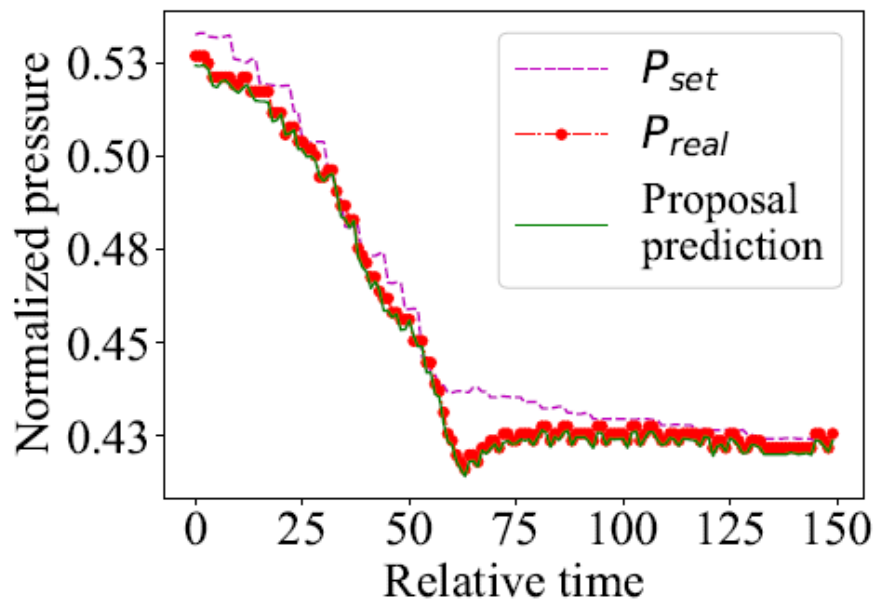 0.53
0.50
0.48
0.45
0.43
Normalized pressure
P_set
P_real
Proposal
prediction
0 25 50 75 100 125 150
Relative time